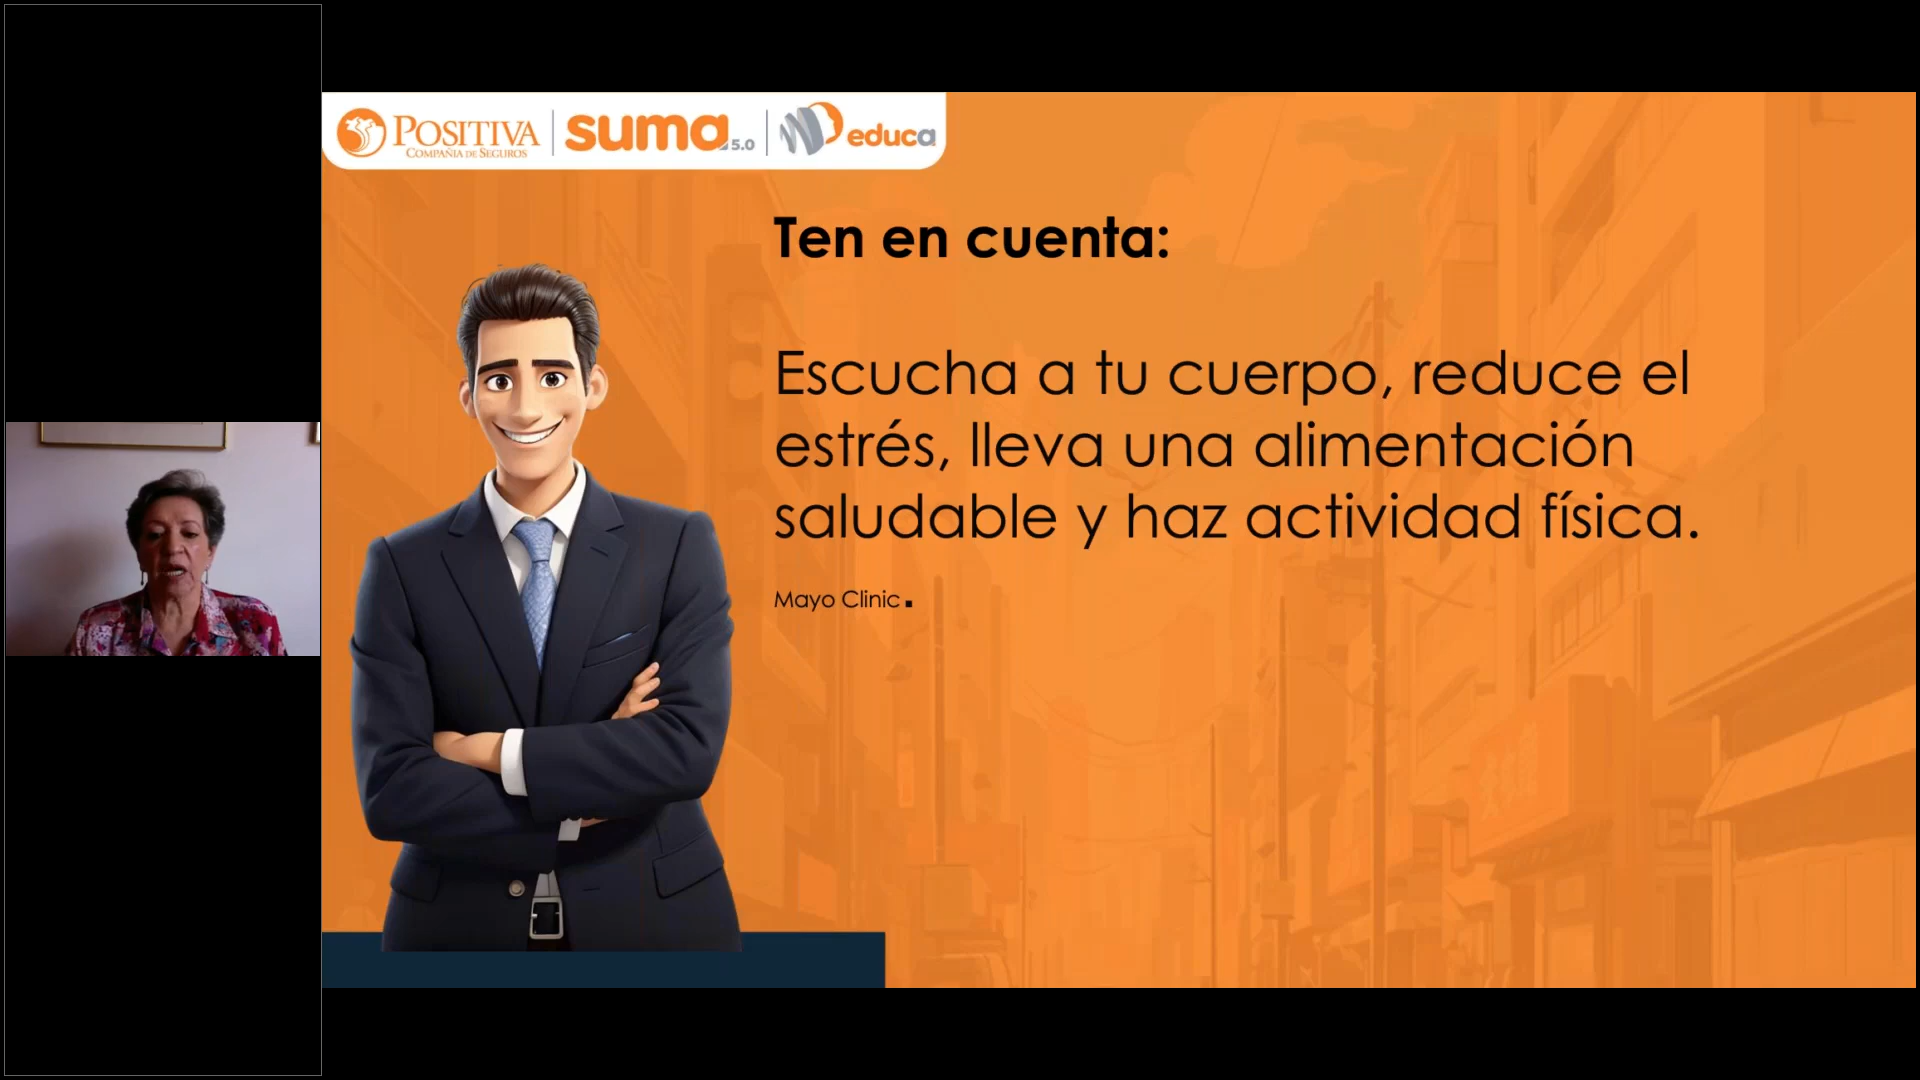 POSITIVA
COMPAÑÍA DE SEGUROS
suma 5.0
educa
Ten en cuenta:
Escucha a tu cuerpo, reduce el
estrés, lleva una alimentación
saludable y haz actividad física.
Mayo Clinic.